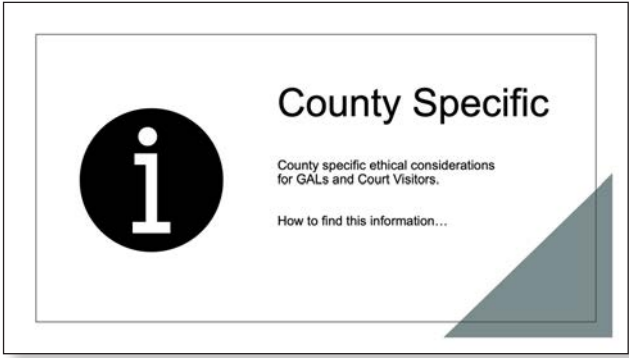 County Specific
County specific ethical considerations
for GALs and Court Visitors.
How to find this information…